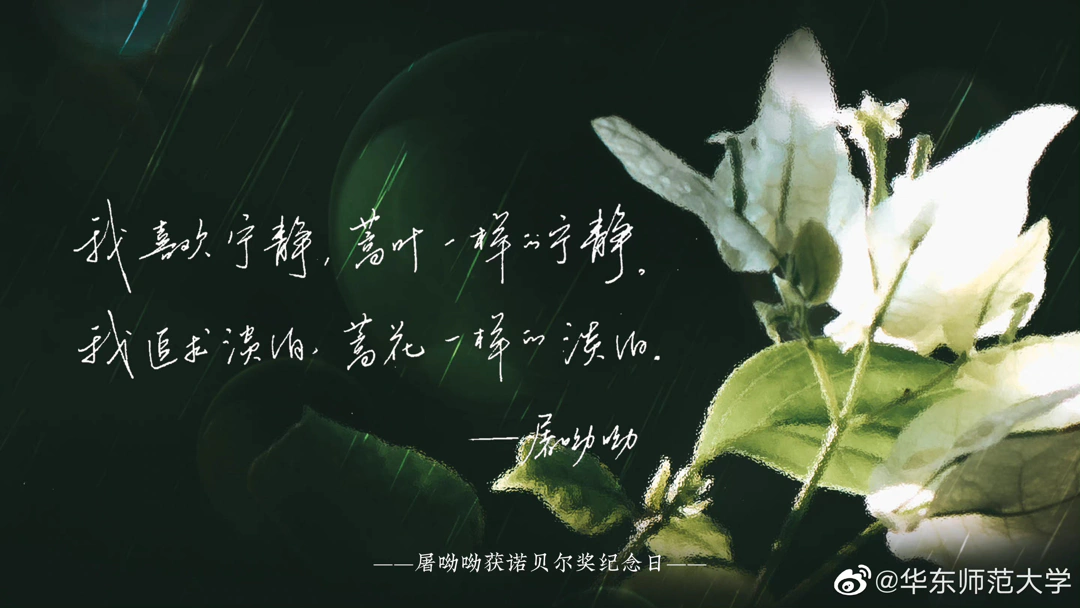 我喜欢宁静，蒿叶一样的宁静。
我追求淡泊，蒿花一样的淡泊.
——屠呦呦
——屠呦呦获诺贝尔奖纪念日——
@华东师范大学